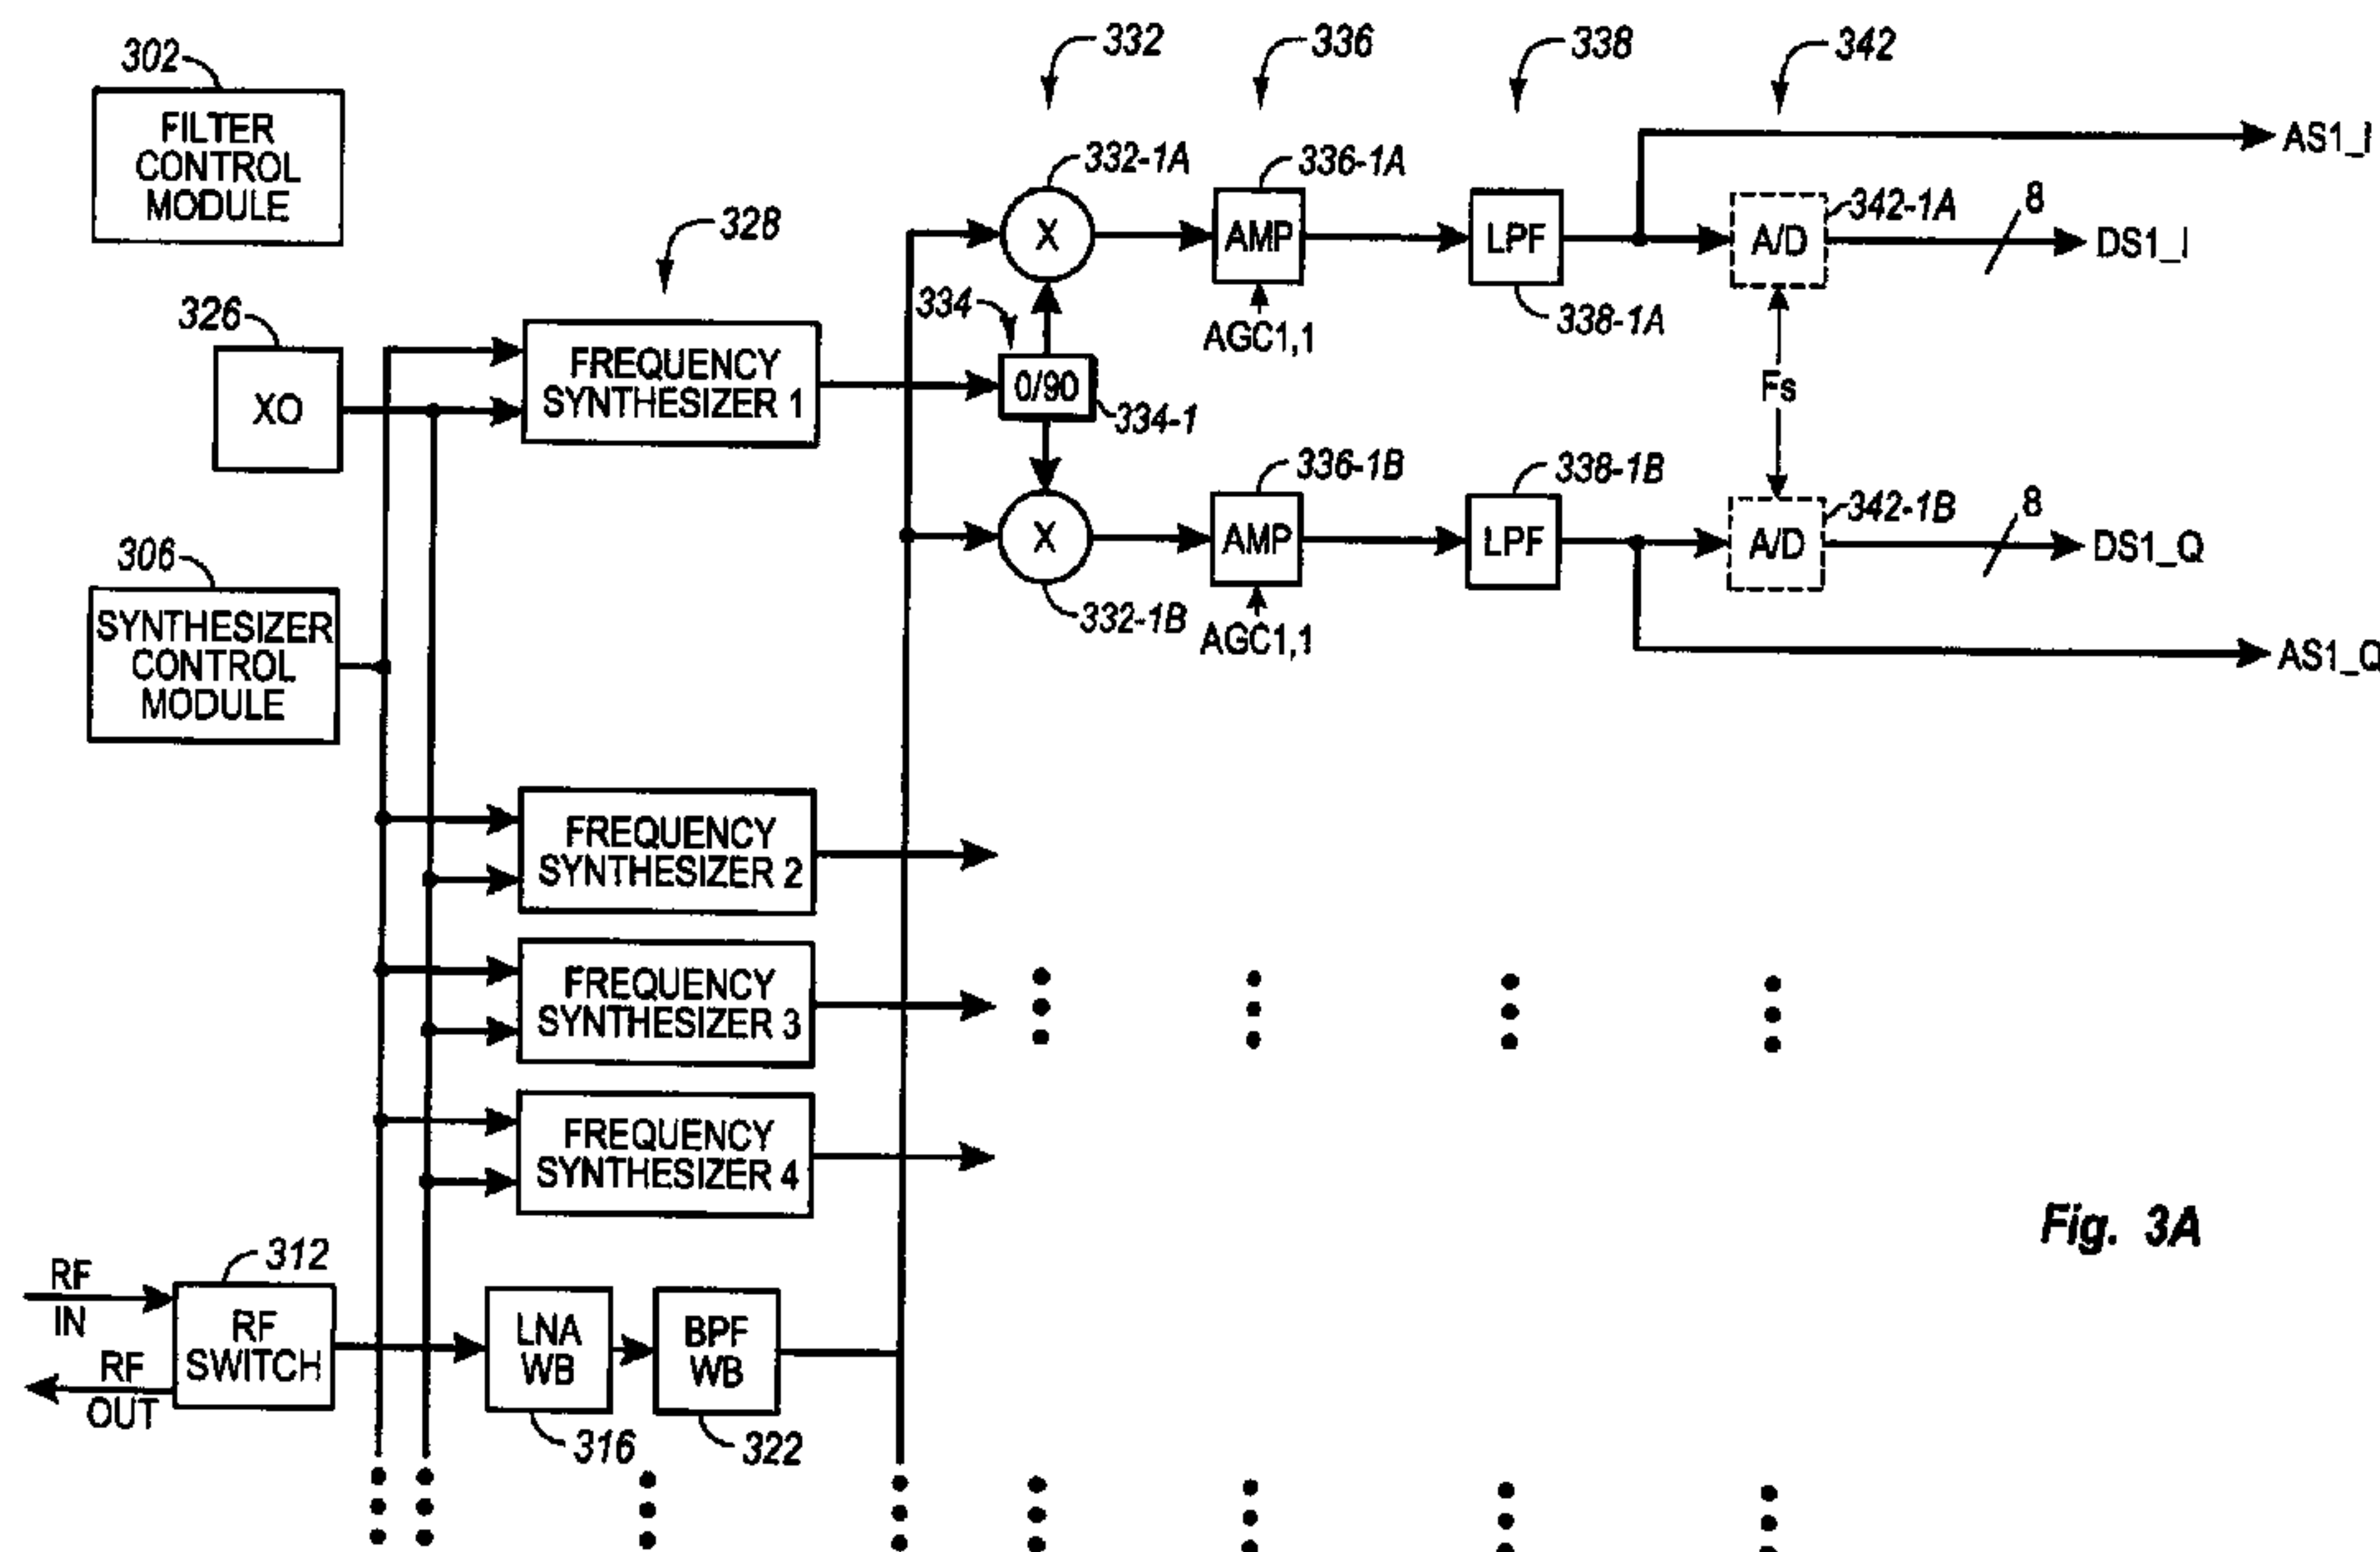 302
FILTER
CONTROL
MODULE
332
336
338
342
332-1A
336-1A
AS1_I
342-1A
8
X
AMP
LPF
A/D
DS1_I
328
334
AGC1,1
338-1A
326
XO
FREQUENCY
SYNTHESIZER 1
0/90
334-1
Fs
336-1B
338-1B
342-1B
8
X
AMP
LPF
A/D
DS1_Q
332-1B
AGC1,1
AS1_Q
306
SYNTHESIZER
CONTROL
MODULE
FREQUENCY
SYNTHESIZER 2
FREQUENCY
SYNTHESIZER 3
FREQUENCY
SYNTHESIZER 4
Fig. 3A
RF
IN
RF
OUT
312
RF
SWITCH
LNA
WB
316
BPF
WB
322